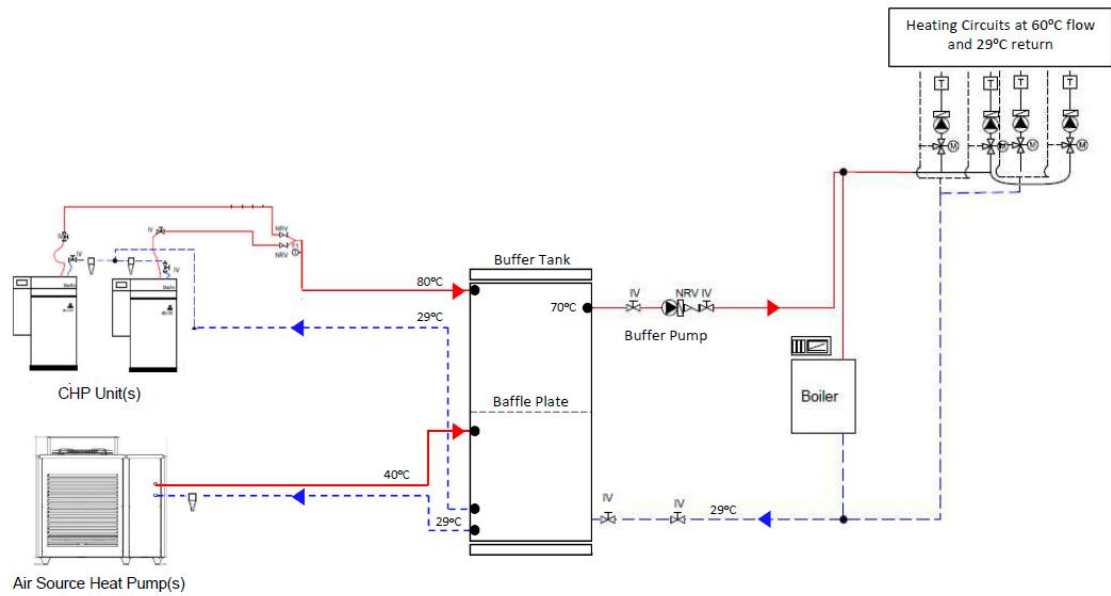 Heating Circuits at 60ºC flow
and 29ºC return
T
T
T
T
M
M
M
M
IV
IV
NRV
NRV
T
IV
IV
IV
CHP Unit(s)
80ºC
29ºC
Buffer Tank
70ºC
IV
NRV
IV
Buffer Pump
Baffle Plate
Boiler
40ºC
29ºC
IV
IV
29ºC
Air Source Heat Pump(s)